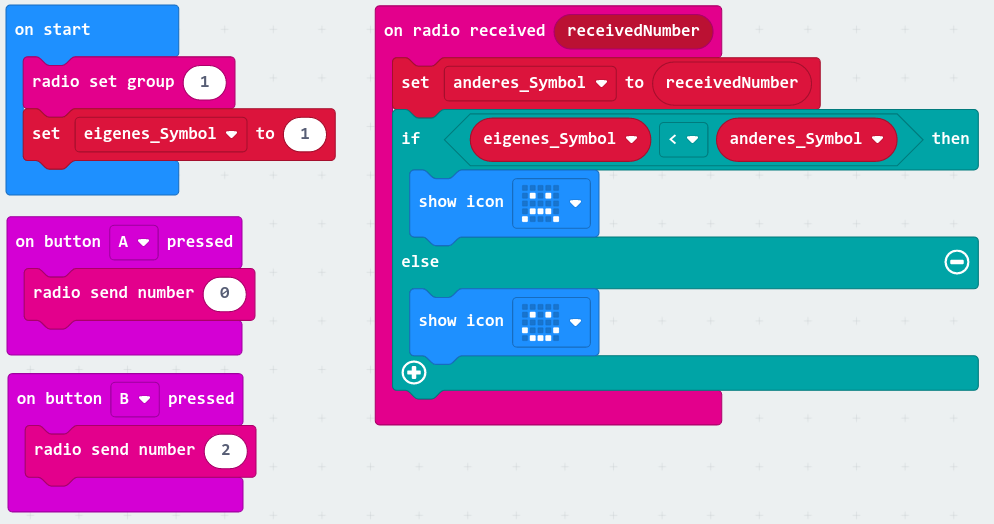 on start
radio set group 1
set eigenes_Symbol to 1
on button A pressed
radio send number 0
on button B pressed
radio send number 2
on radio received receivedNumber
set anderes_Symbol to receivedNumber
if eigenes_Symbol < anderes_Symbol then
show icon
else
show icon